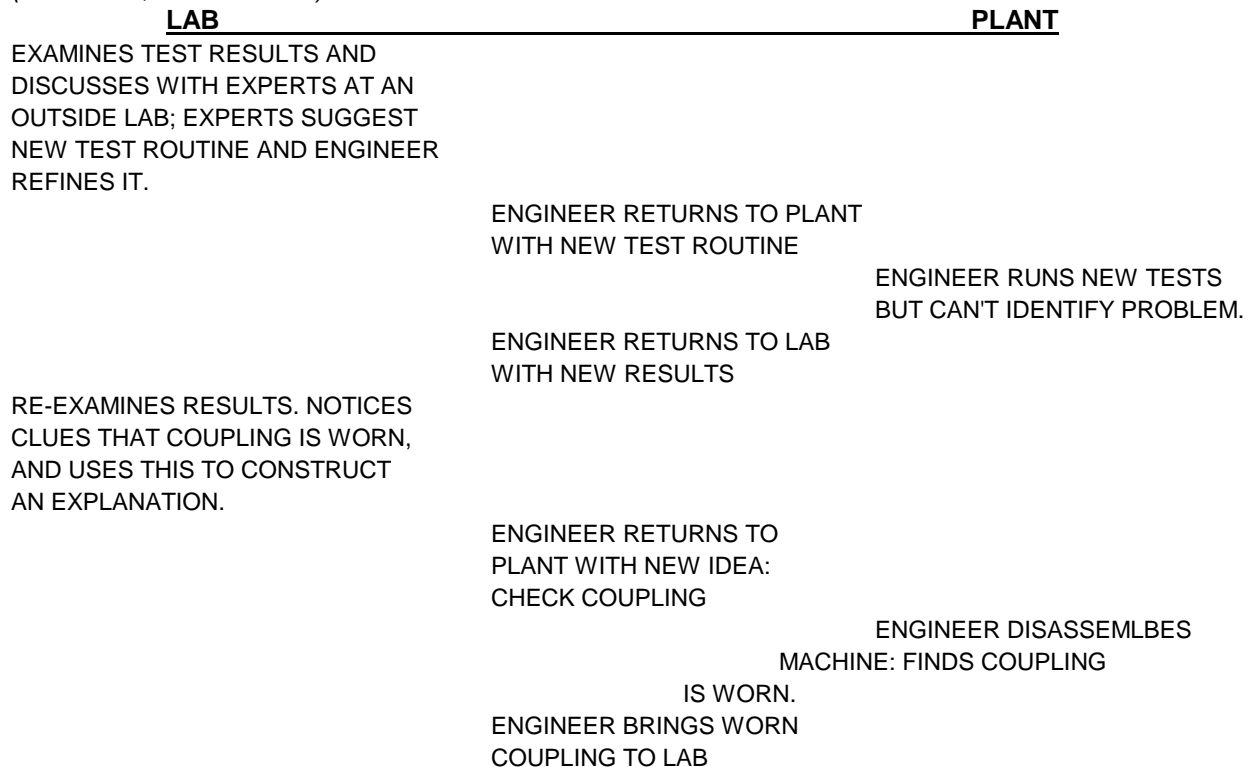 LAB PLANT
EXAMINES TEST RESULTS AND
DISCUSSES WITH EXPERTS AT AN
OUTSIDE LAB; EXPERTS SUGGEST
NEW TEST ROUTINE AND ENGINEER
REFINES IT.
ENGINEER RETURNS TO PLANT
WITH NEW TEST ROUTINE
ENGINEER RUNS NEW TESTS
BUT CAN'T IDENTIFY PROBLEM.
ENGINEER RETURNS TO LAB
WITH NEW RESULTS
RE-EXAMINES RESULTS. NOTICES
CLUES THAT COUPLING IS WORN,
AND USES THIS TO CONSTRUCT
AN EXPLANATION.
ENGINEER RETURNS TO
PLANT WITH NEW IDEA:
CHECK COUPLING
ENGINEER DISASSEMLBES
MACHINE: FINDS COUPLING
IS WORN.
ENGINEER BRINGS WORN
COUPLING TO LAB